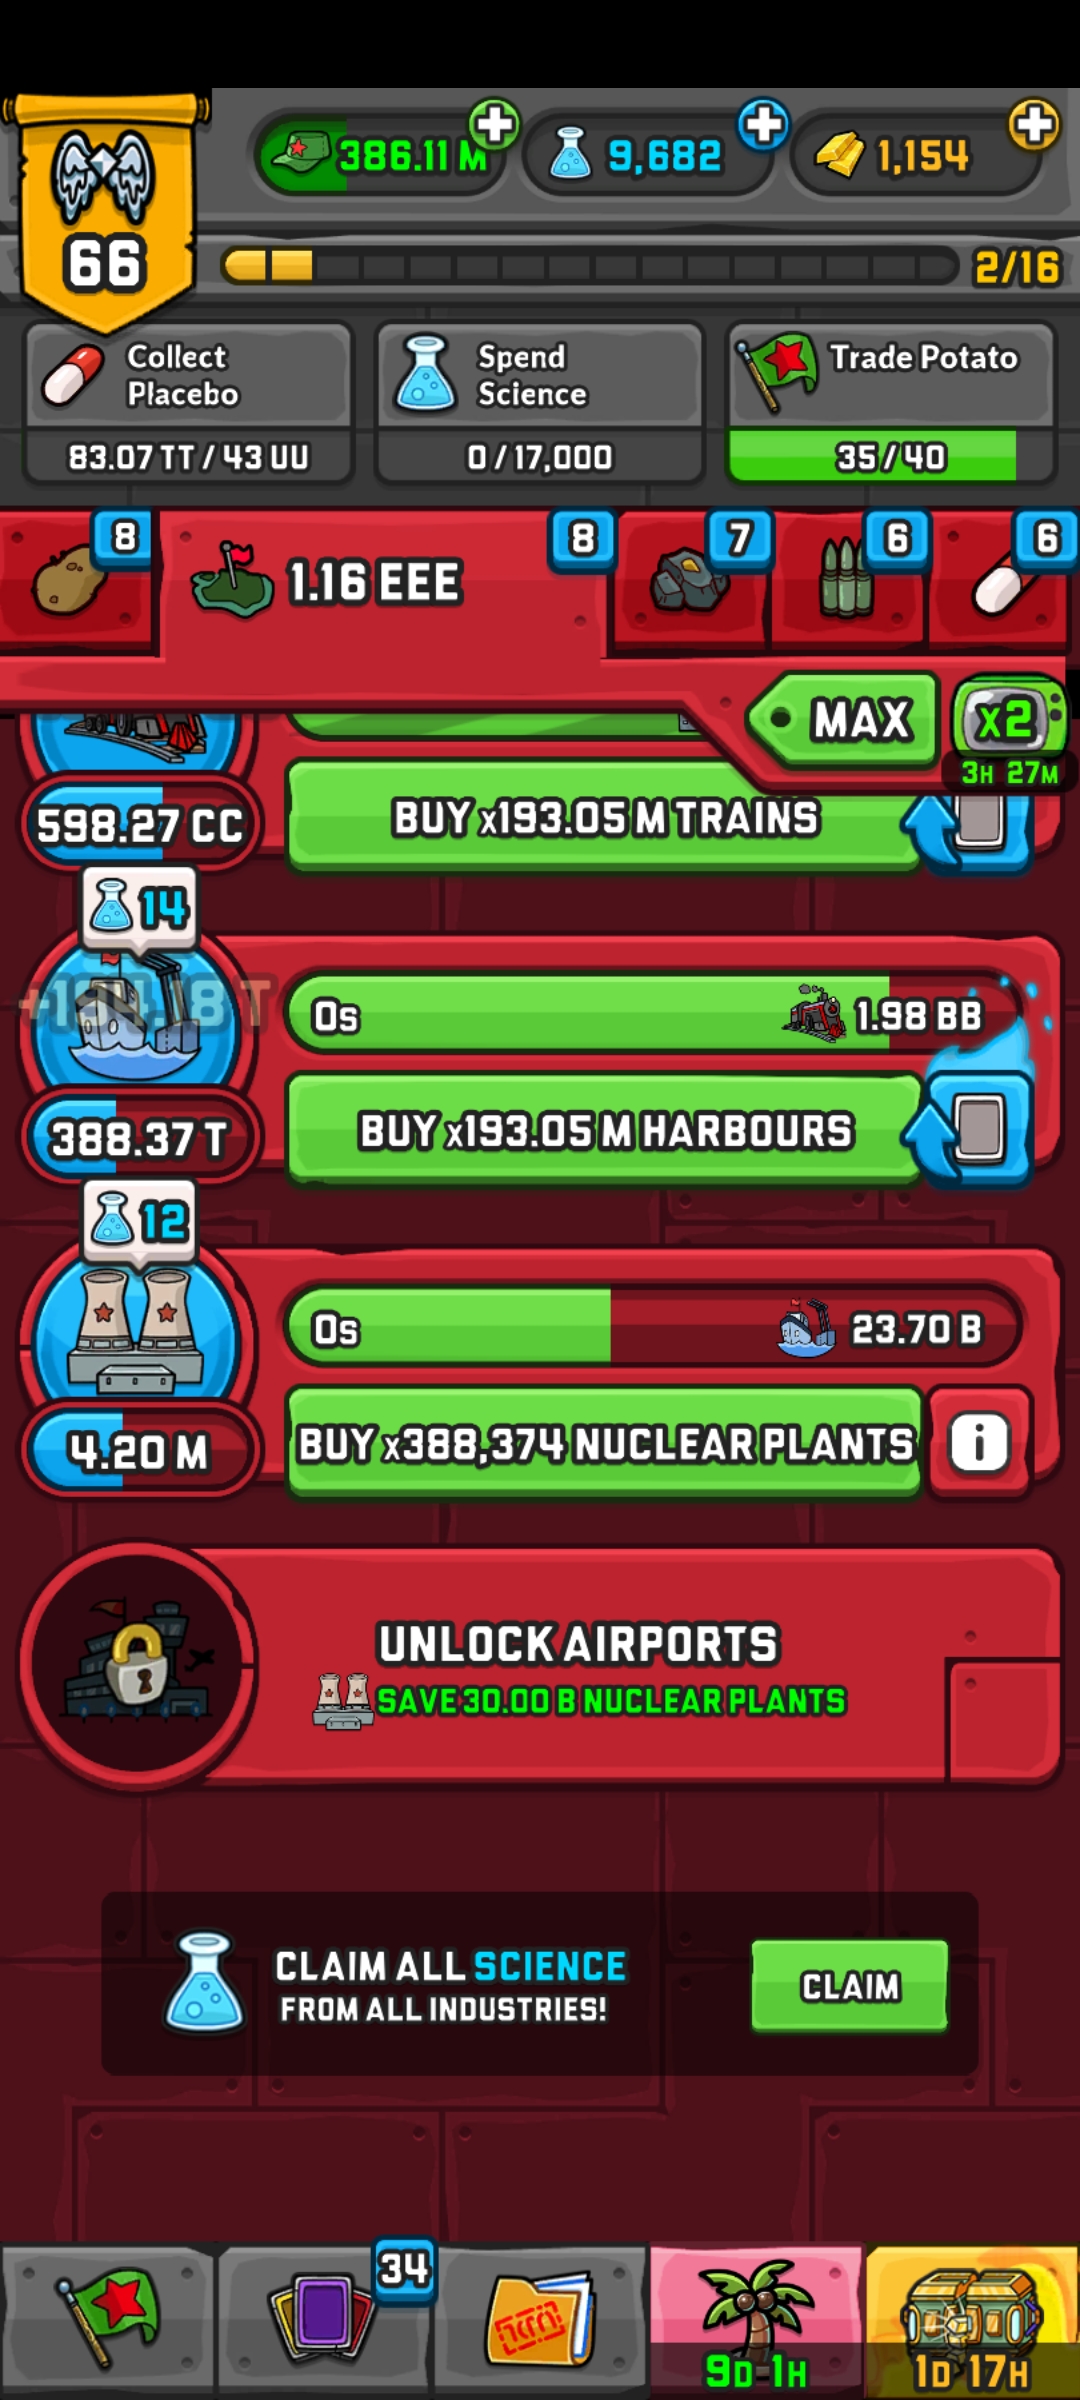 386.11 M
9,682
1,154
66
2/16
Collect
Placebo
83.07 TT / 43 UU
Spend
Science
0 / 17,000
Trade Potato
35 / 40
8
1.16 EEE
8
7
6
6
MAX
x2
3H 27M
598.27 CC
BUY x193.05 M TRAINS
14
0s
1.98 BB
388.37 T
BUY x193.05 M HARBOURS
12
0s
23.70 B
4.20 M
BUY x388,374 NUCLEAR PLANTS
i
UNLOCK AIRPORTS
SAVE 30.00 B NUCLEAR PLANTS
CLAIM ALL SCIENCE
FROM ALL INDUSTRIES!
CLAIM
34
9D 1H
1D 17H